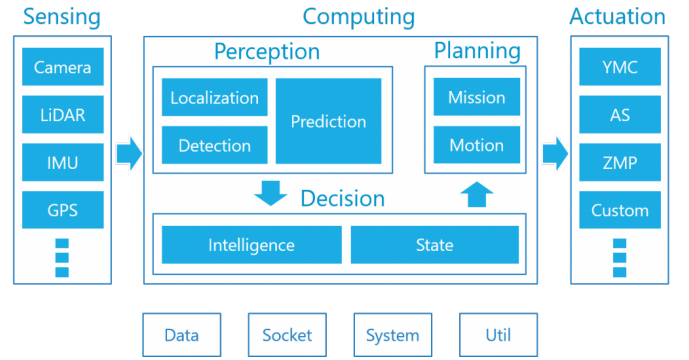 Sensing
Computing
Actuation
Camera
LiDAR
IMU
GPS
Perception
Localization
Detection
Prediction
Planning
Mission
Motion
Decision
Intelligence
State
YMC
AS
ZMP
Custom
Data
Socket
System
Util